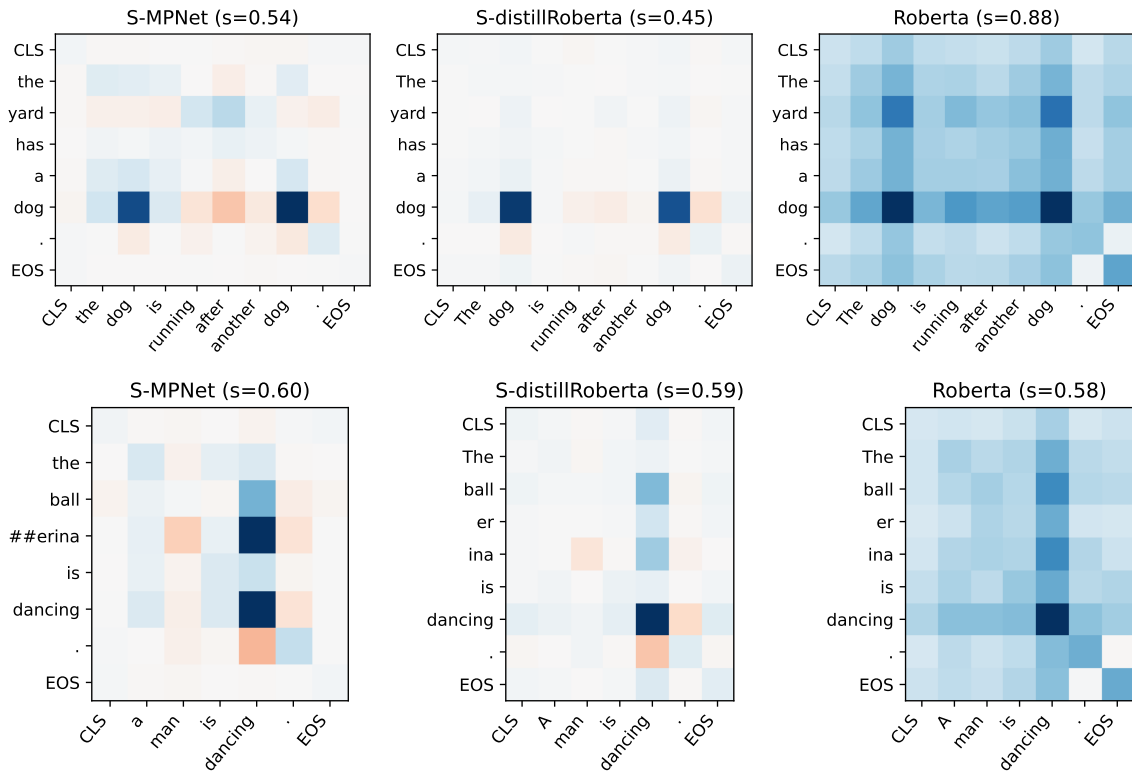 S-MPNet (s=0.54)
CLS
the
yard
has
a
dog
.
EOS
CLS
the
dog
is
running
after
another
dog
.
EOS
S-distillRoberta (s=0.45)
CLS
The
yard
has
a
dog
.
EOS
CLS
The
dog
is
running
after
another
dog
.
EOS
Roberta (s=0.88)
CLS
The
yard
has
a
dog
.
EOS
CLS
The
dog
is
running
after
another
dog
.
EOS
S-MPNet (s=0.60)
CLS
the
ball
##erina
is
dancing
.
EOS
CLS
a
man
is
dancing
.
EOS
S-distillRoberta (s=0.59)
CLS
The
ball
er
ina
is
dancing
.
EOS
CLS
A
man
is
dancing
.
EOS
Roberta (s=0.58)
CLS
The
ball
er
ina
is
dancing
.
EOS
CLS
A
man
is
dancing
.
EOS